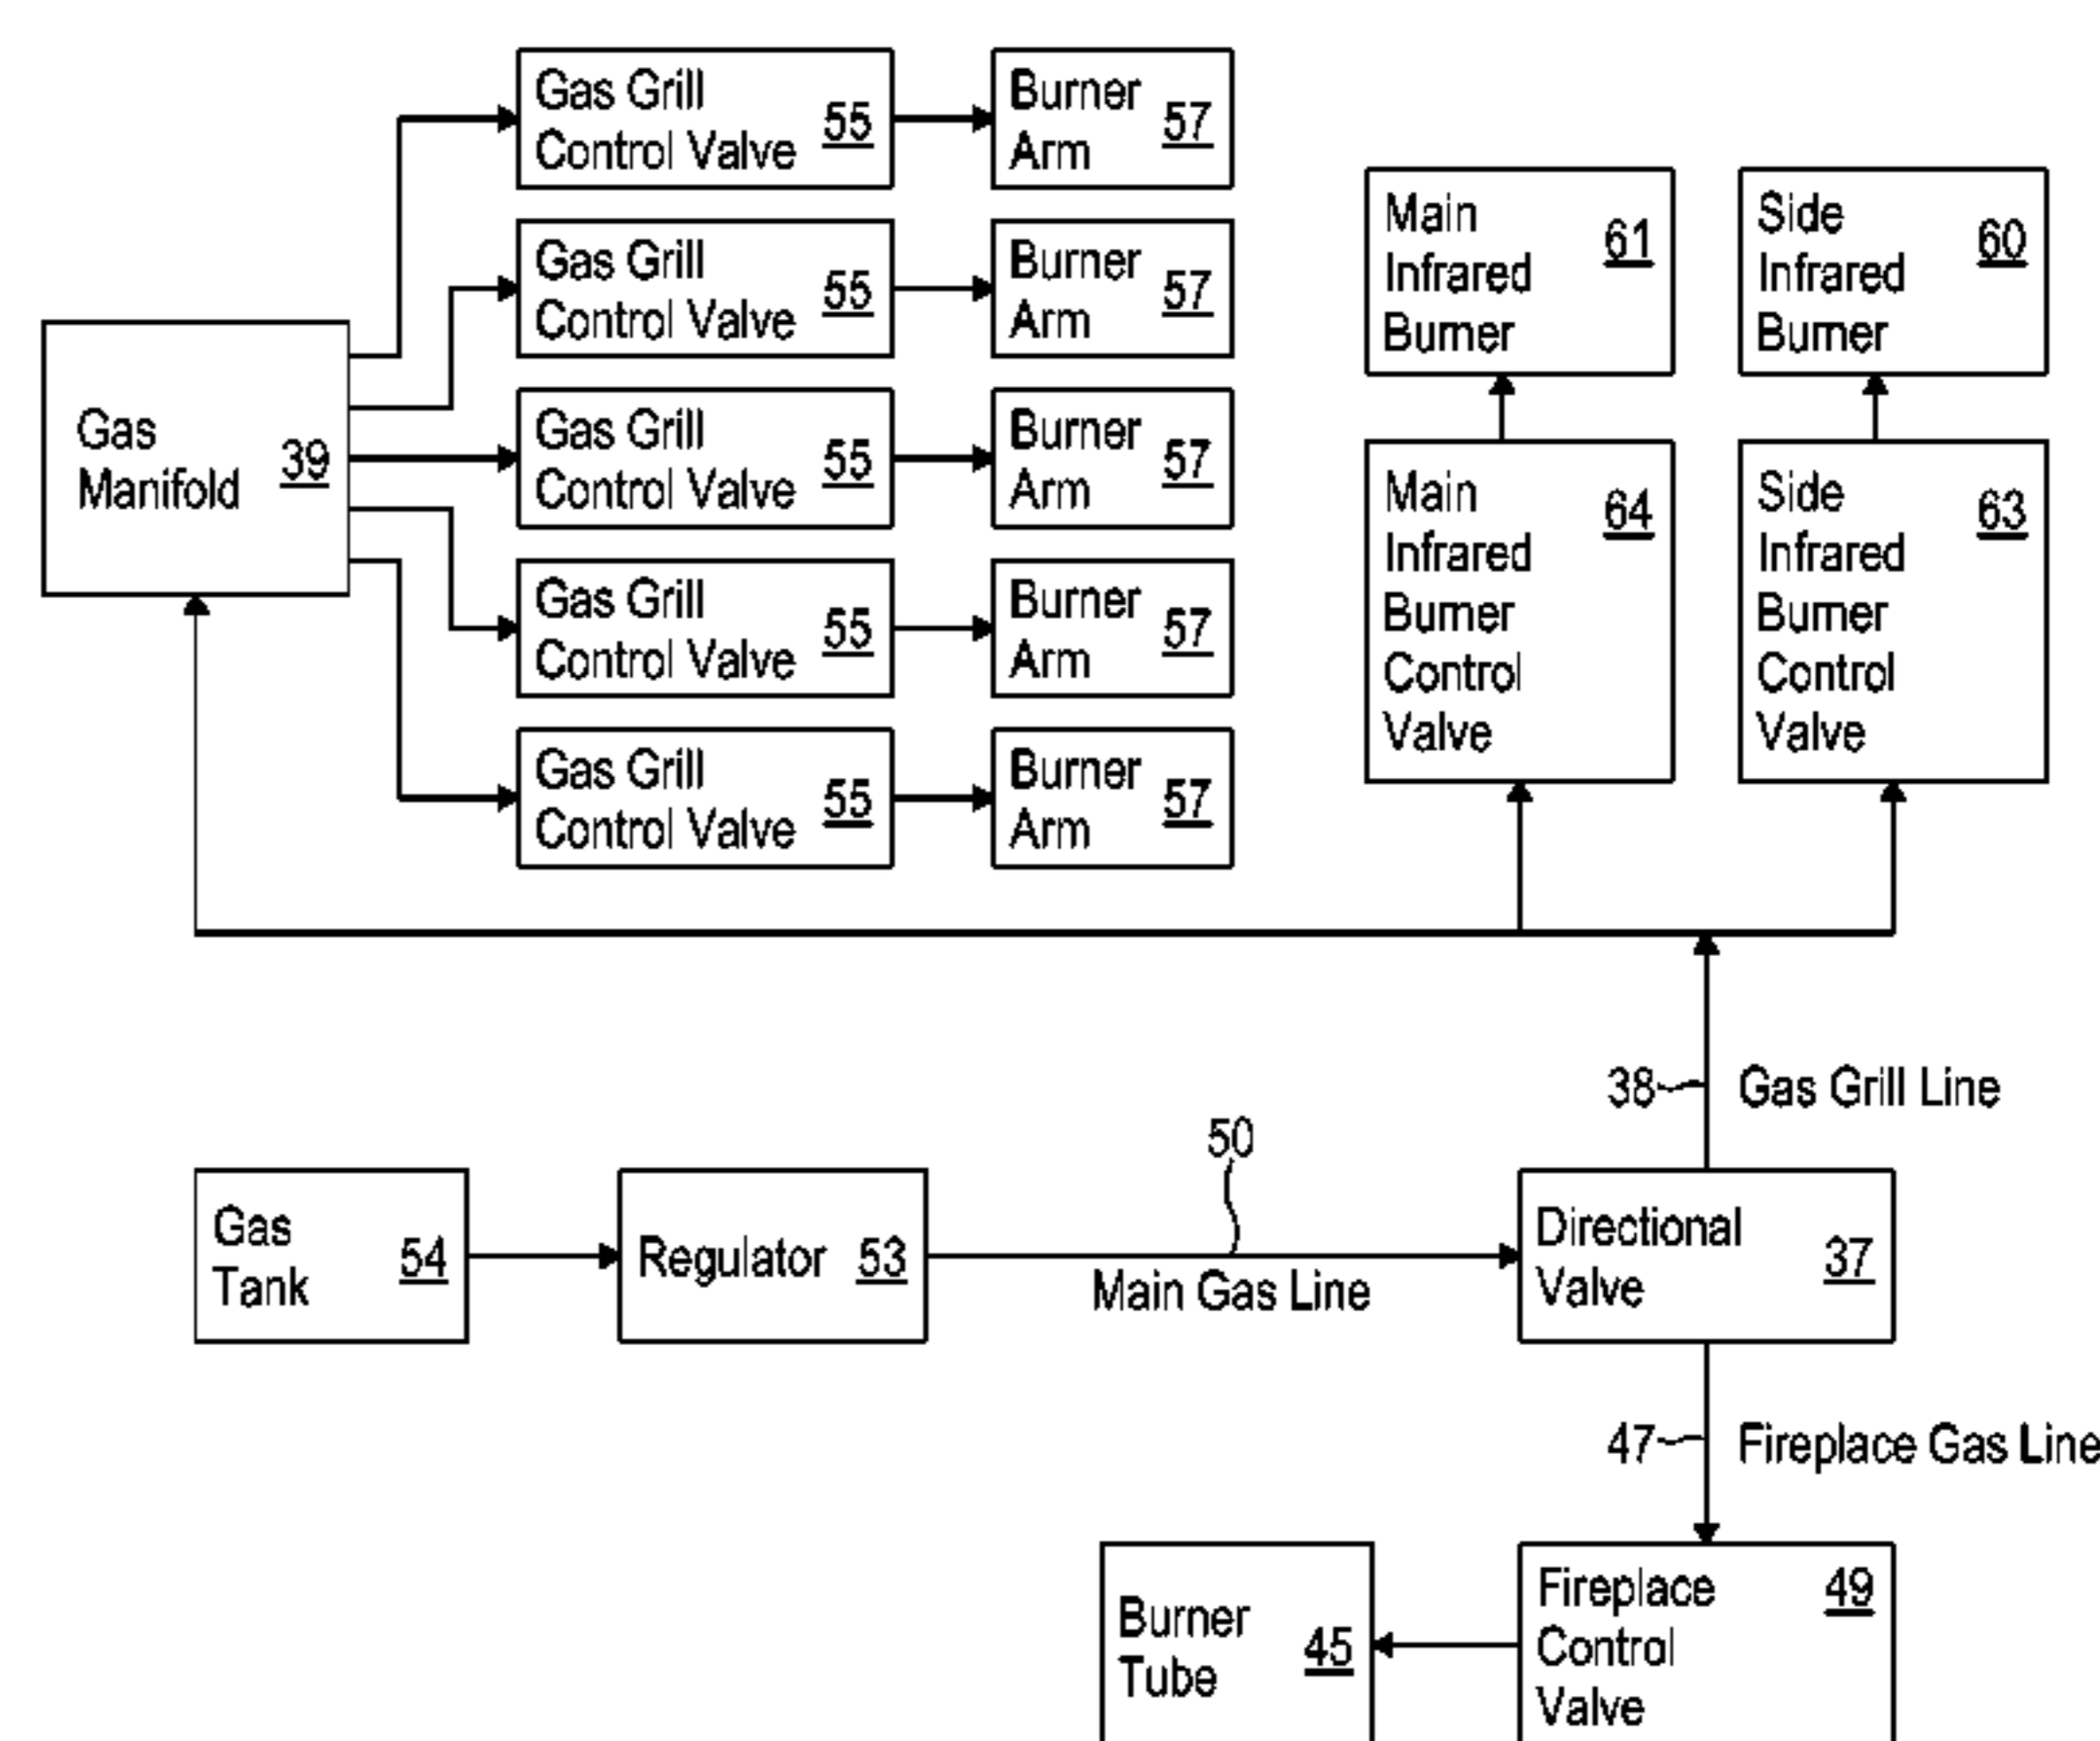 Gas Grill
Control Valve 55
Burner
Arm 57
Gas Grill
Control Valve 55
Burner
Arm 57
Gas Grill
Control Valve 55
Burner
Arm 57
Gas Grill
Control Valve 55
Burner
Arm 57
Gas Grill
Control Valve 55
Burner
Arm 57
Gas
Manifold 39
Main 61
Infrared
Burner
Side 60
Infrared
Burner
Main 64
Infrared
Burner
Control
Valve
Side 63
Infrared
Burner
Control
Valve
38 Gas Grill Line
50
Gas
Tank 54
Regulator 53
Main Gas Line
Directional
Valve 37
47 Fireplace Gas Line
Burner
Tube 45
Fireplace 49
Control
Valve